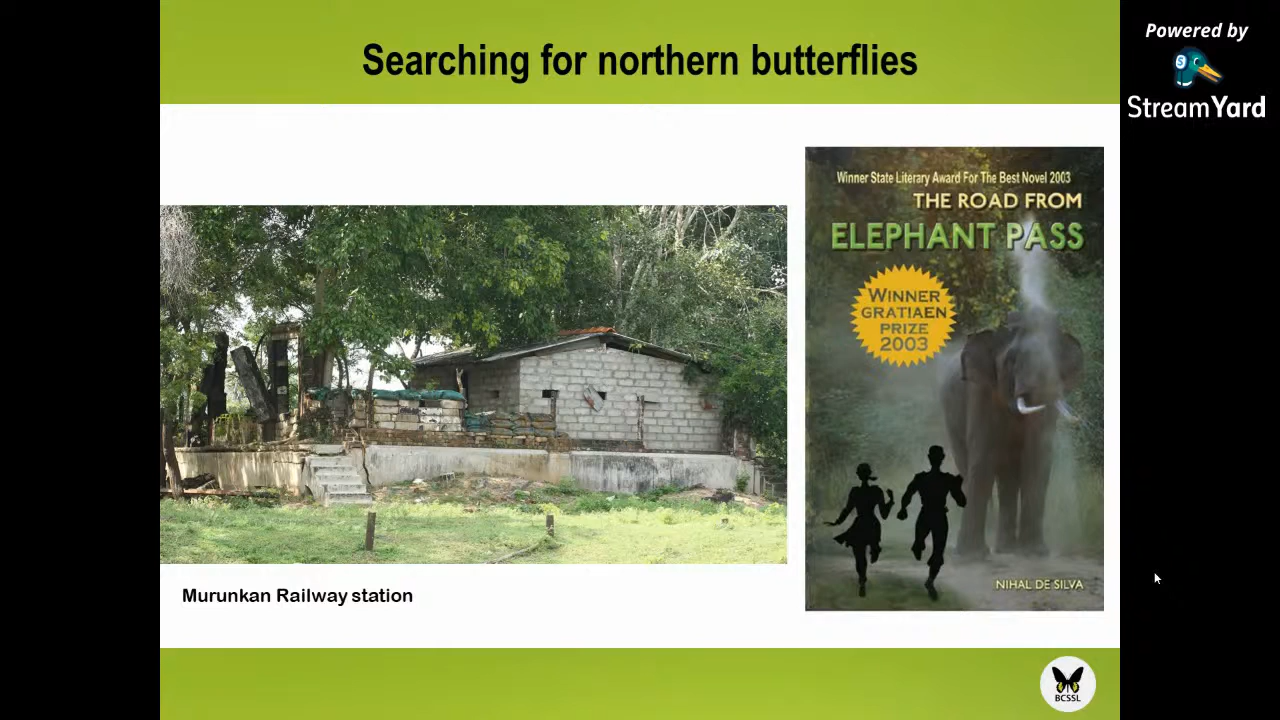 Searching for northern butterflies
Powered by
StreamYard
Winner State Literary Award For The Best Novel 2003
THE ROAD FROM
ELEPHANT PASS
WINNER
GRATIAEN
PRIZE
2003
NIHAL DE SILVA
Murunkan Railway station
BCSSL